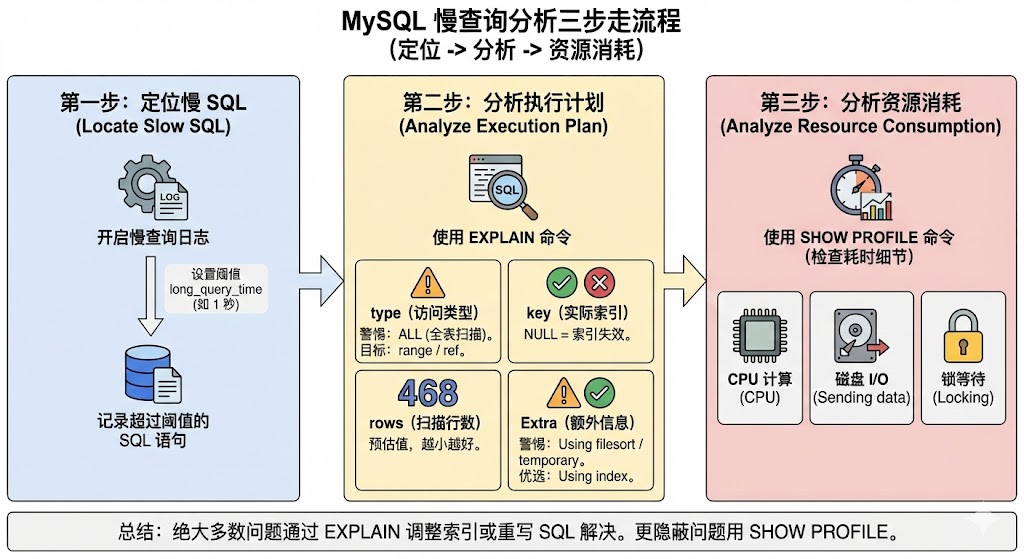 MySQL 慢查询分析三步走流程
(定位 -> 分析 -> 资源消耗)
第一步：定位慢 SQL
(Locate Slow SQL)
LOG
开启慢查询日志
设置阈值
long_query_time
(如 1 秒)
记录超过阈值的
SQL 语句
第二步：分析执行计划
(Analyze Execution Plan)
SQL
使用 EXPLAIN 命令
type（访问类型）
警惕：ALL (全表扫描)。
目标：range / ref。
key（实际索引）
NULL = 索引失效。
468
rows（扫描行数）
预估值，越小越好。
Extra（额外信息）
警惕：Using filesort /
temporary。
优选：Using index。
第三步：分析资源消耗
(Analyze Resource Consumption)
使用 SHOW PROFILE 命令
(检查耗时细节)
CPU 计算
(CPU)
磁盘 I/O
(Sending data)
锁等待
(Locking)
总结：绝大多数问题通过 EXPLAIN 调整索引或重写 SQL 解决。更隐蔽问题用 SHOW PROFILE。